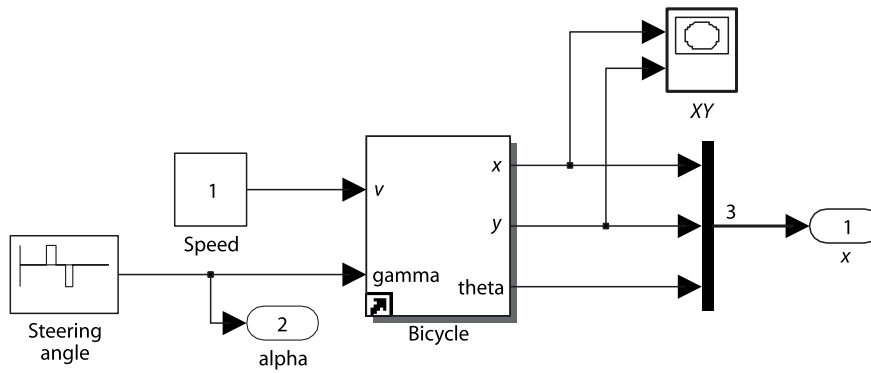 XY
1
Speed
v
x
y
gamma
theta
Bicycle
Steering
angle
2
alpha
3
1
x